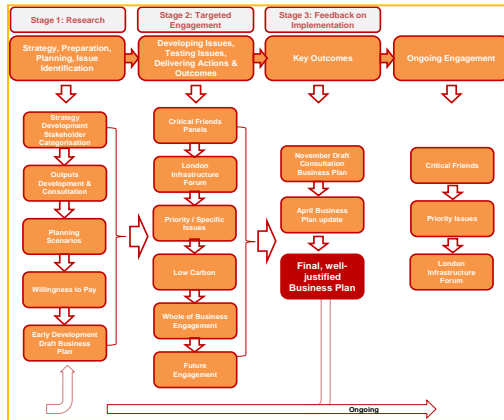 Stage 1: Research
Stage 2: Targeted
Engagement
Stage 3: Feedback on
Implementation
Strategy, Preparation,
Planning, Issue
Identification
Developing Issues,
Testing Issues,
Delivering Actions &
Outcomes
Key Outcomes
Ongoing Engagement
Strategy
Development
Stakeholder
Categorisation
Outputs
Development &
Consultation
Planning
Scenarios
Willingness to Pay
Early Development
Draft Business
Plan
Critical Friends
Panels
London
Infrastructure
Forum
Priority / Specific
Issues
Low Carbon
Whole of Business
Engagement
Future
Engagement
November Draft
Consultation
Business Plan
April Business
Plan update
Final, well-
justified
Business Plan
Critical Friends
Priority Issues
London
Infrastructure
Forum
Ongoing